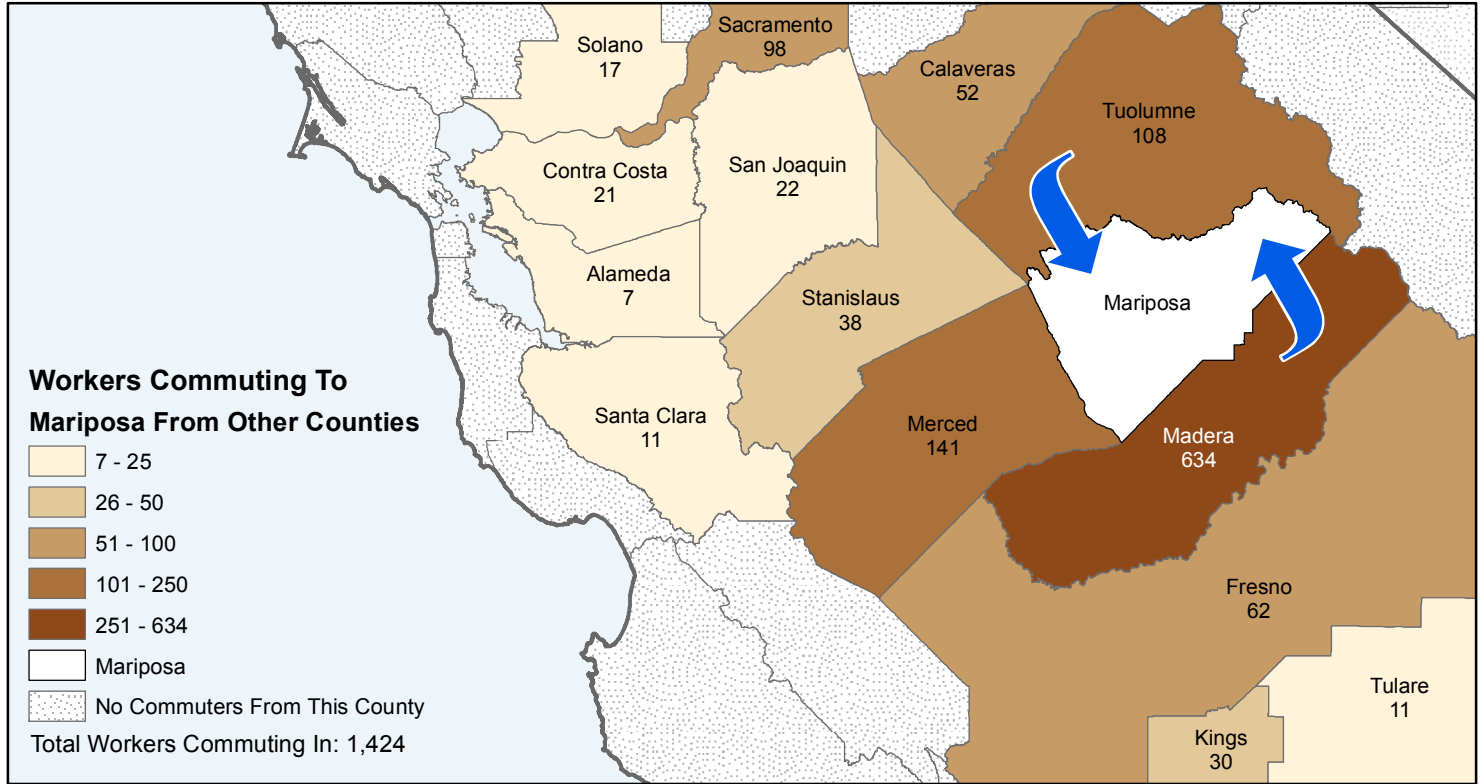 Solano
17
Sacramento
98
Calaveras
52
Tuolumne
108
Contra Costa
21
San Joaquin
22
Alameda
7
Stanislaus
38
Mariposa
Santa Clara
11
Merced
141
Madera
634
Fresno
62
Tulare
11
Kings
30
Workers Commuting To
Mariposa From Other Counties
7 - 25
26 - 50
51 - 100
101 - 250
251 - 634
Mariposa
No Commuters From This County
Total Workers Commuting In: 1,424